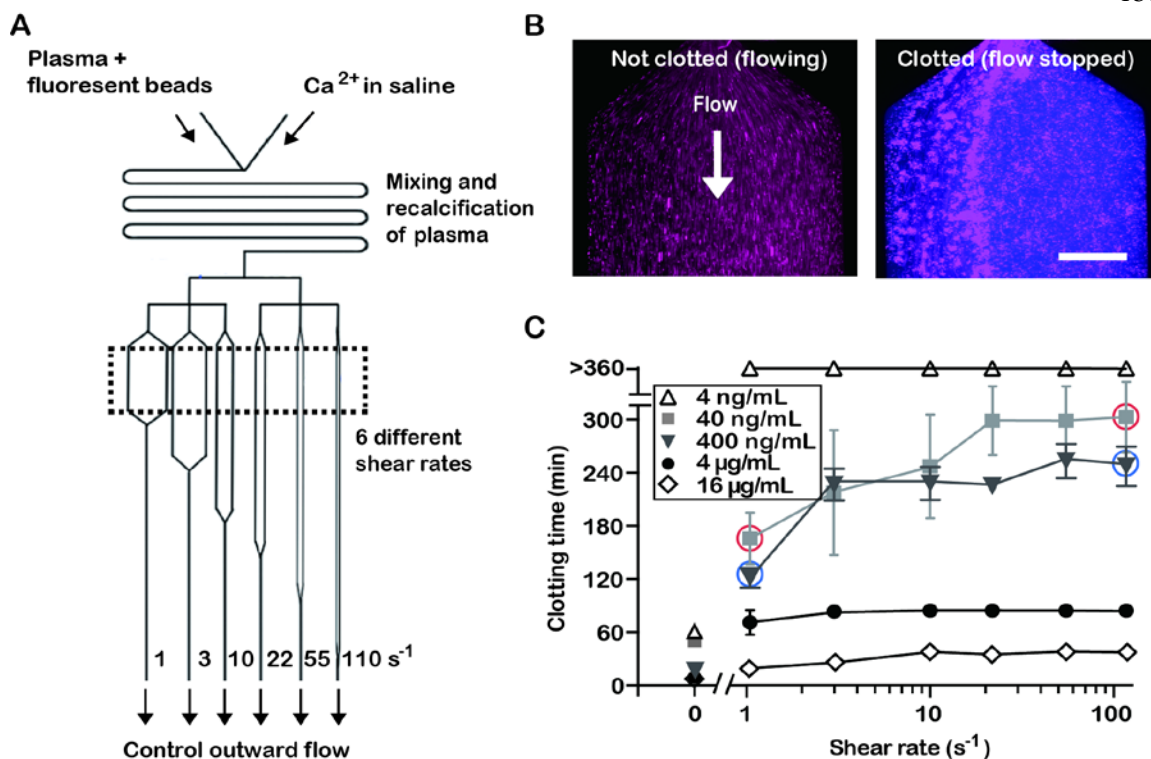 A
Plasma +
fluoresent beads
Ca 2+ in saline
Mixing and
recalcification
of plasma
6 different
shear rates
1 3 10 22 55 110 s-1
Control outward flow
B
Not clotted (flowing)
Flow
Clotted (flow stopped)
C
>360
300
240
180
120
60
0
Clotting time (min)
4 ng/mL
40 ng/mL
400 ng/mL
4 µg/mL
16 µg/mL
0 1 10 100
Shear rate (s-1)